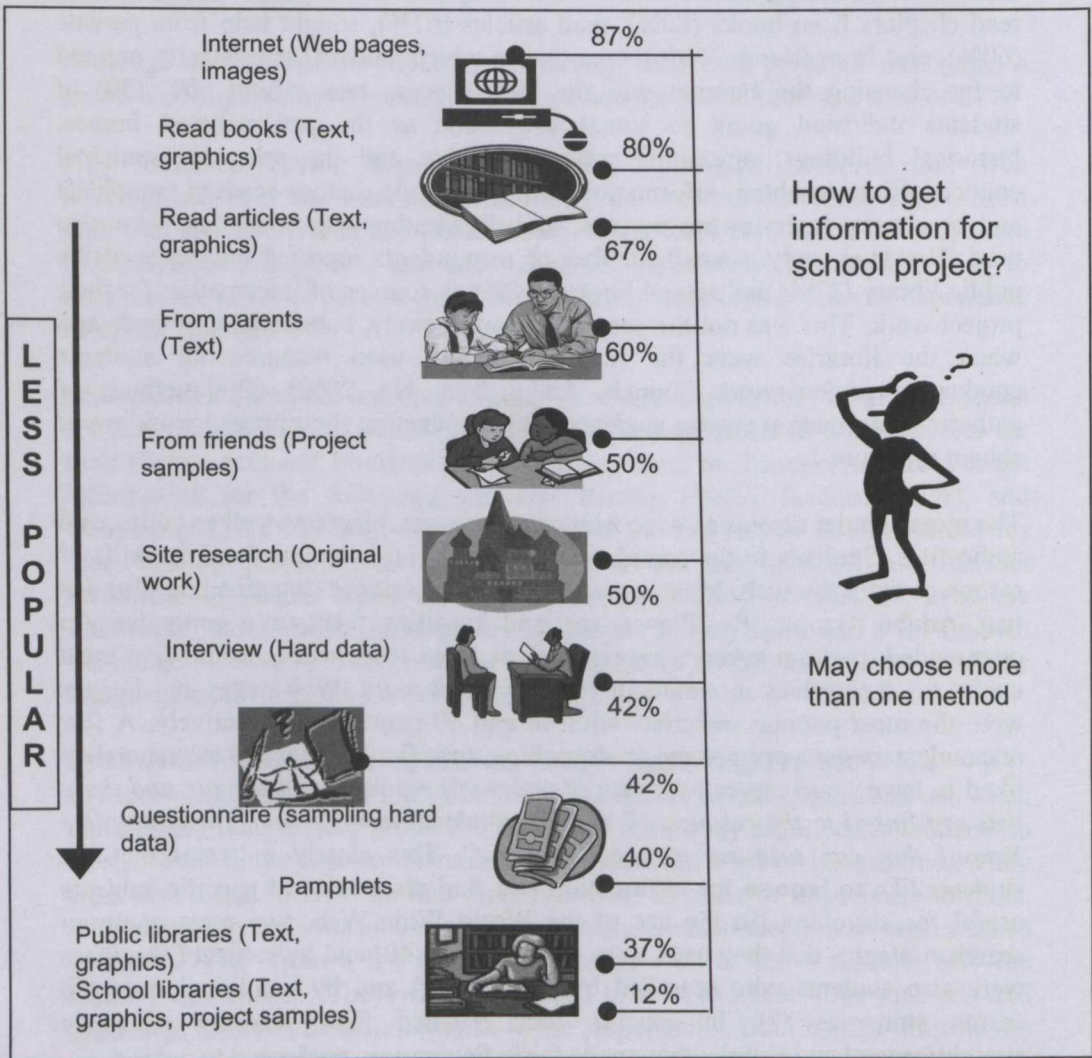 Internet (Web pages,
images)
87%
Read books (Text,
graphics)
80%
Read articles (Text,
graphics)
67%
How to get
information for
school project?
From parents
(Text)
60%
LESS POPULAR
From friends (Project
samples)
50%
?
Site research (Original
work)
50%
Interview (Hard data)
42%
May choose more
than one method
42%
Questionnaire (sampling hard
data)
40%
Pamphlets
Public libraries (Text,
graphics)
37%
School libraries (Text,
graphics, project samples)
12%